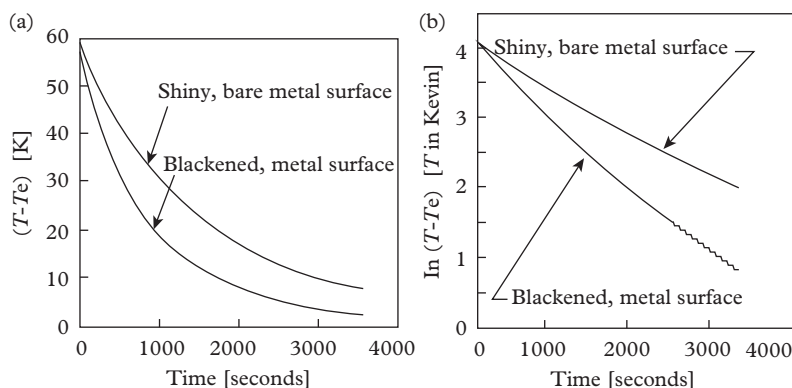 (a)
60
50
40
30
20
10
0
(T-Te) [K]
Shiny, bare metal surface
Blackened, metal surface
0 1000 2000 3000 4000
Time [seconds]
(b)
4
3
2
1
0
In (T-Te) [T in Kevin]
Shiny, bare metal surface
Blackened, metal surface
0 1000 2000 3000 4000
Time [seconds]